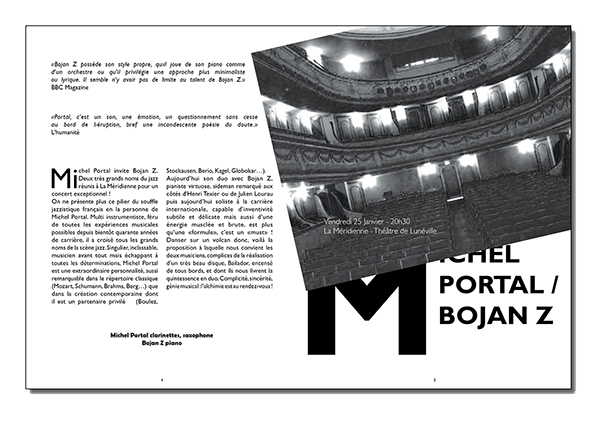 «Bojan Z possède son style propre, qu'il joue de son piano comme
d'un orchestre ou qu'il privilégie une approche plus minimaliste
ou lyrique. Il semble n'y avoir pas de limite au talent de Bojan Z.»
BBC Magazine
«Portal, c'est un son, une émotion, un questionnement sans cesse
au bord de l'éruption, bref une incandescente poésie du doute.»
L'humanité
Michel Portal invite Bojan Z.
Deux très grands noms du jazz
réunis à La Méridienne pour un
concert exceptionnel !
On ne présente plus ce pilier du souffle
jazzistique français en la personne de
Michel Portal. Multi instrumentiste, féru
de toutes les expériences musicales
possibles depuis bientôt quarante années
de carrière, il a croisé tous les grands
noms de la scène jazz. Singulier, inclassable,
musicien avant tout mais échappant à
toutes les déterminations, Michel Portal
est une extraordinaire personnalité, aussi
remarquable dans le répertoire classique
(Mozart, Schumann, Brahms, Berg…) que
dans la création contemporaine dont
il est un partenaire privilé (Boulez,
Stockausen, Berio, Kagel, Globokar…).
Aujourd'hui son duo avec Bojan Z,
pianiste virtuose, sideman remarqué aux
côtés d'Henri Texier ou de Julien Lourau
puis aujourd'hui soliste à la carrière
internationale, capable d'inventivité
subtile et délicate mais aussi d'une
énergie musclée et brute, est plus
qu'une «formule», c'est un «must» !
Danser sur un volcan donc, voilà la
proposition à laquelle nous convient les
deux musiciens, complices de la réalisation
d'un très beau disque, Bailador, encensé
de tous bords, et dont ils nous livrent la
quintessence en duo. Complicité, sincérité,
génie musical : l'alchimie est au rendez-vous !
Michel Portal clarinettes, saxophone
Bojan Z piano
4
Vendredi 25 Janvier - 20h30
La Méridienne - Théâtre de Lunéville
MICHEL
PORTAL /
BOJAN Z
5